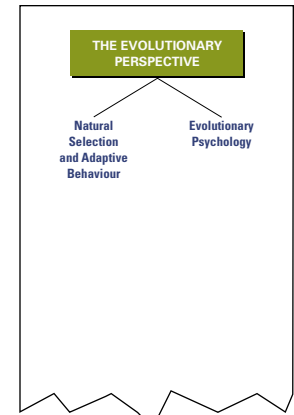 THE EVOLUTIONARY
PERSPECTIVE
Natural
Selection
and Adaptive
Behaviour
Evolutionary
Psychology